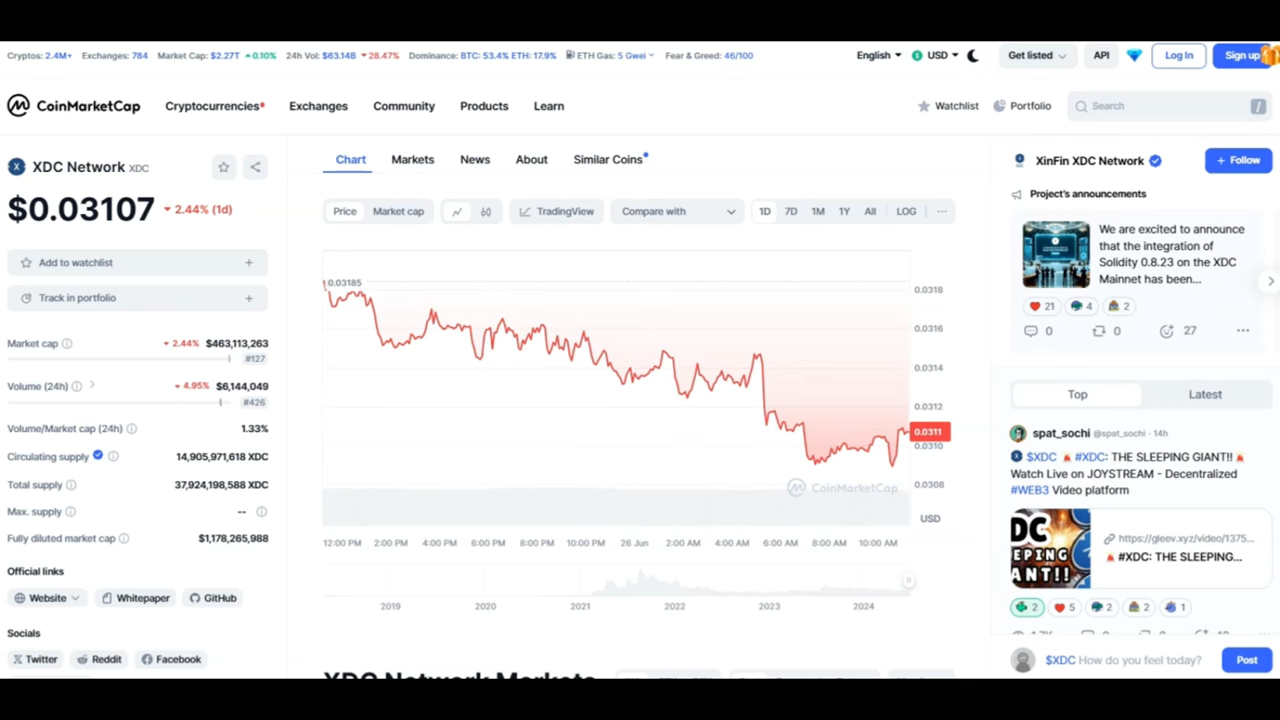 Cryptos: 2.4M+ Exchanges: 784 Market Cap: $2.27T 0.10% 24h Vol: $63.14B 28.47% Dominance: BTC: 53.4% ETH: 17.9% ETH Gas: 5 Gwei Fear & Greed: 46/100
English USD Get listed API Log In Sign up
CoinMarketCap Cryptocurrencies Exchanges Community Products Learn Watchlist Portfolio Search /
XDC Network XDC
$0.03107 2.44% (1d)
Add to watchlist +
Track in portfolio +
Market cap 2.44% $463,113,263
#127
Volume (24h) 4.95% $6,144,049
#426
Volume/Market cap (24h) 1.33%
Circulating supply 14,905,971,618 XDC
Total supply 37,924,198,588 XDC
Max. supply --
Fully diluted market cap $1,178,265,988
Official links
Website Whitepaper GitHub
Socials
Twitter Reddit Facebook
Chart Markets News About Similar Coins
Price Market cap TradingView Compare with 1D 7D 1M 1Y All LOG ...
0.03185
0.0318
0.0316
0.0314
0.0312
0.0311
0.0310
0.0308
CoinMarketCap
USD
12:00 PM 2:00 PM 4:00 PM 6:00 PM 8:00 PM 10:00 PM 26 Jun 2:00 AM 4:00 AM 6:00 AM 8:00 AM 10:00 AM
2019 2020 2021 2022 2023 2024
XDC Network Markets
XinFin XDC Network + Follow
Project's announcements
We are excited to announce
that the integration of
Solidity 0.8.23 on the XDC
Mainnet has been...
21 4 2
0 0 27 ...
Top Latest
spat_sochi @spat_sochi · 14h
$XDC #XDC: THE SLEEPING GIANT!!
Watch Live on JOYSTREAM - Decentralized
#WEB3 Video platform
DC
EEPING
ANT!!
https://gleev.xyz/video/1375...
#XDC: THE SLEEPING...
2 5 2 2 1
$XDC How do you feel today? Post